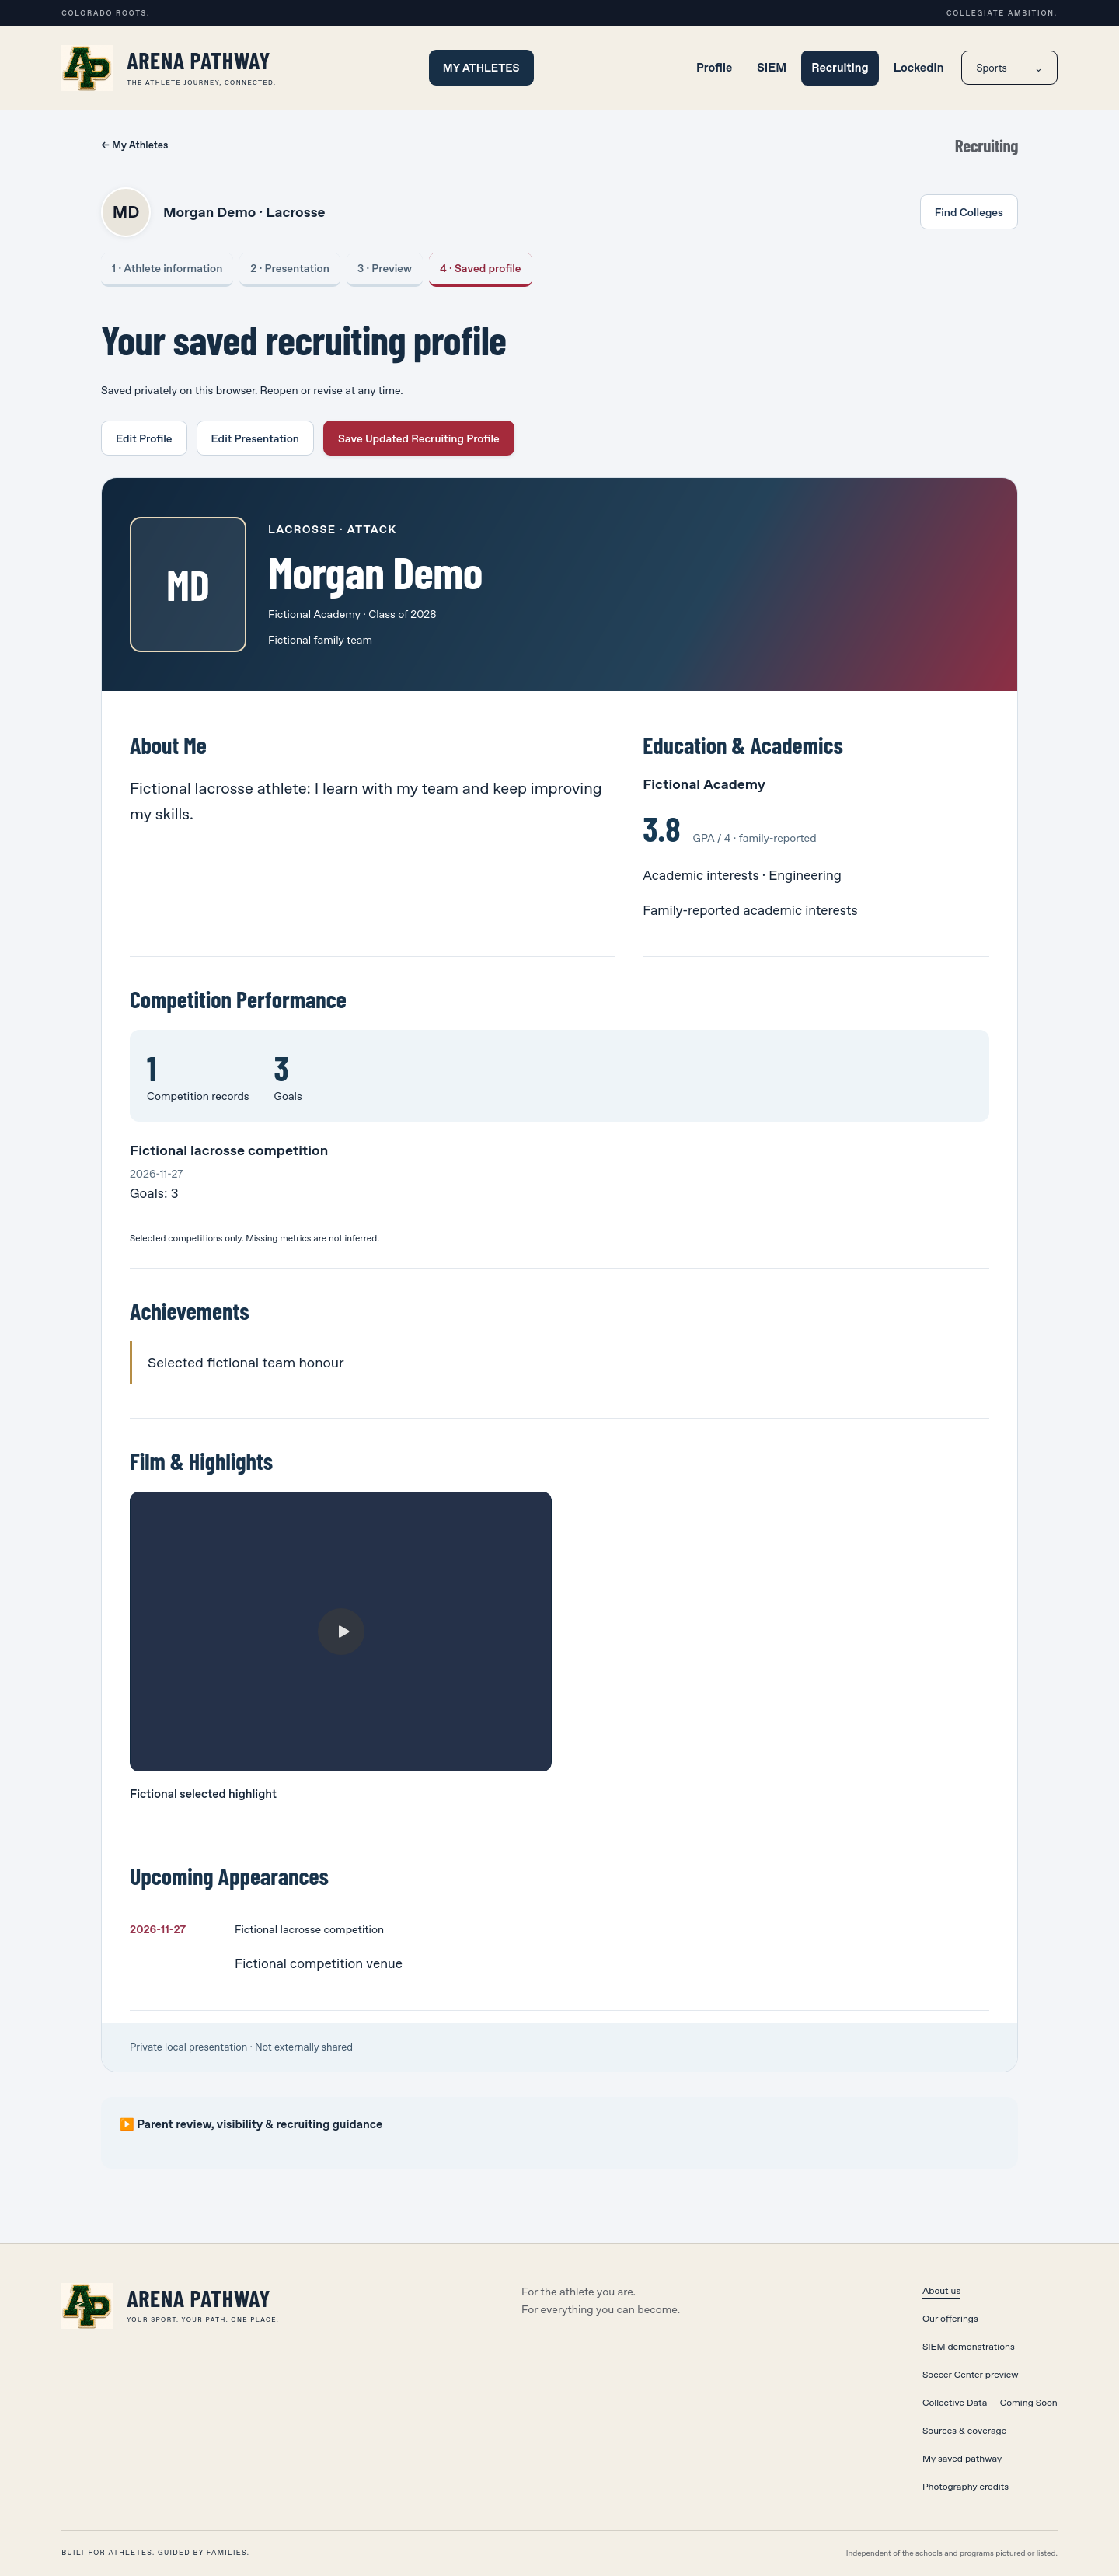 COLORADO ROOTS.
COLLEGIATE AMBITION.
AP
ARENA PATHWAY
THE ATHLETE JOURNEY, CONNECTED.
MY ATHLETES
Profile
SIEM
Recruiting
LockedIn
Sports
← My Athletes
Recruiting
MD
Morgan Demo · Lacrosse
Find Colleges
1 · Athlete information
2 · Presentation
3 · Preview
4 · Saved profile
Your saved recruiting profile
Saved privately on this browser. Reopen or revise at any time.
Edit Profile
Edit Presentation
Save Updated Recruiting Profile
MD
LACROSSE · ATTACK
Morgan Demo
Fictional Academy · Class of 2028
Fictional family team
About Me
Fictional lacrosse athlete: I learn with my team and keep improving
my skills.
Education & Academics
Fictional Academy
3.8 GPA / 4 · family-reported
Academic interests · Engineering
Family-reported academic interests
Competition Performance
1
Competition records
3
Goals
Fictional lacrosse competition
2026-11-27
Goals: 3
Selected competitions only. Missing metrics are not inferred.
Achievements
Selected fictional team honour
Film & Highlights
Fictional selected highlight
Upcoming Appearances
2026-11-27
Fictional lacrosse competition
Fictional competition venue
Private local presentation · Not externally shared
Parent review, visibility & recruiting guidance
AP
ARENA PATHWAY
YOUR SPORT. YOUR PATH. ONE PLACE.
For the athlete you are.
For everything you can become.
About us
Our offerings
SIEM demonstrations
Soccer Center preview
Collective Data — Coming Soon
Sources & coverage
My saved pathway
Photography credits
BUILT FOR ATHLETES. GUIDED BY FAMILIES.
Independent of the schools and programs pictured or listed.